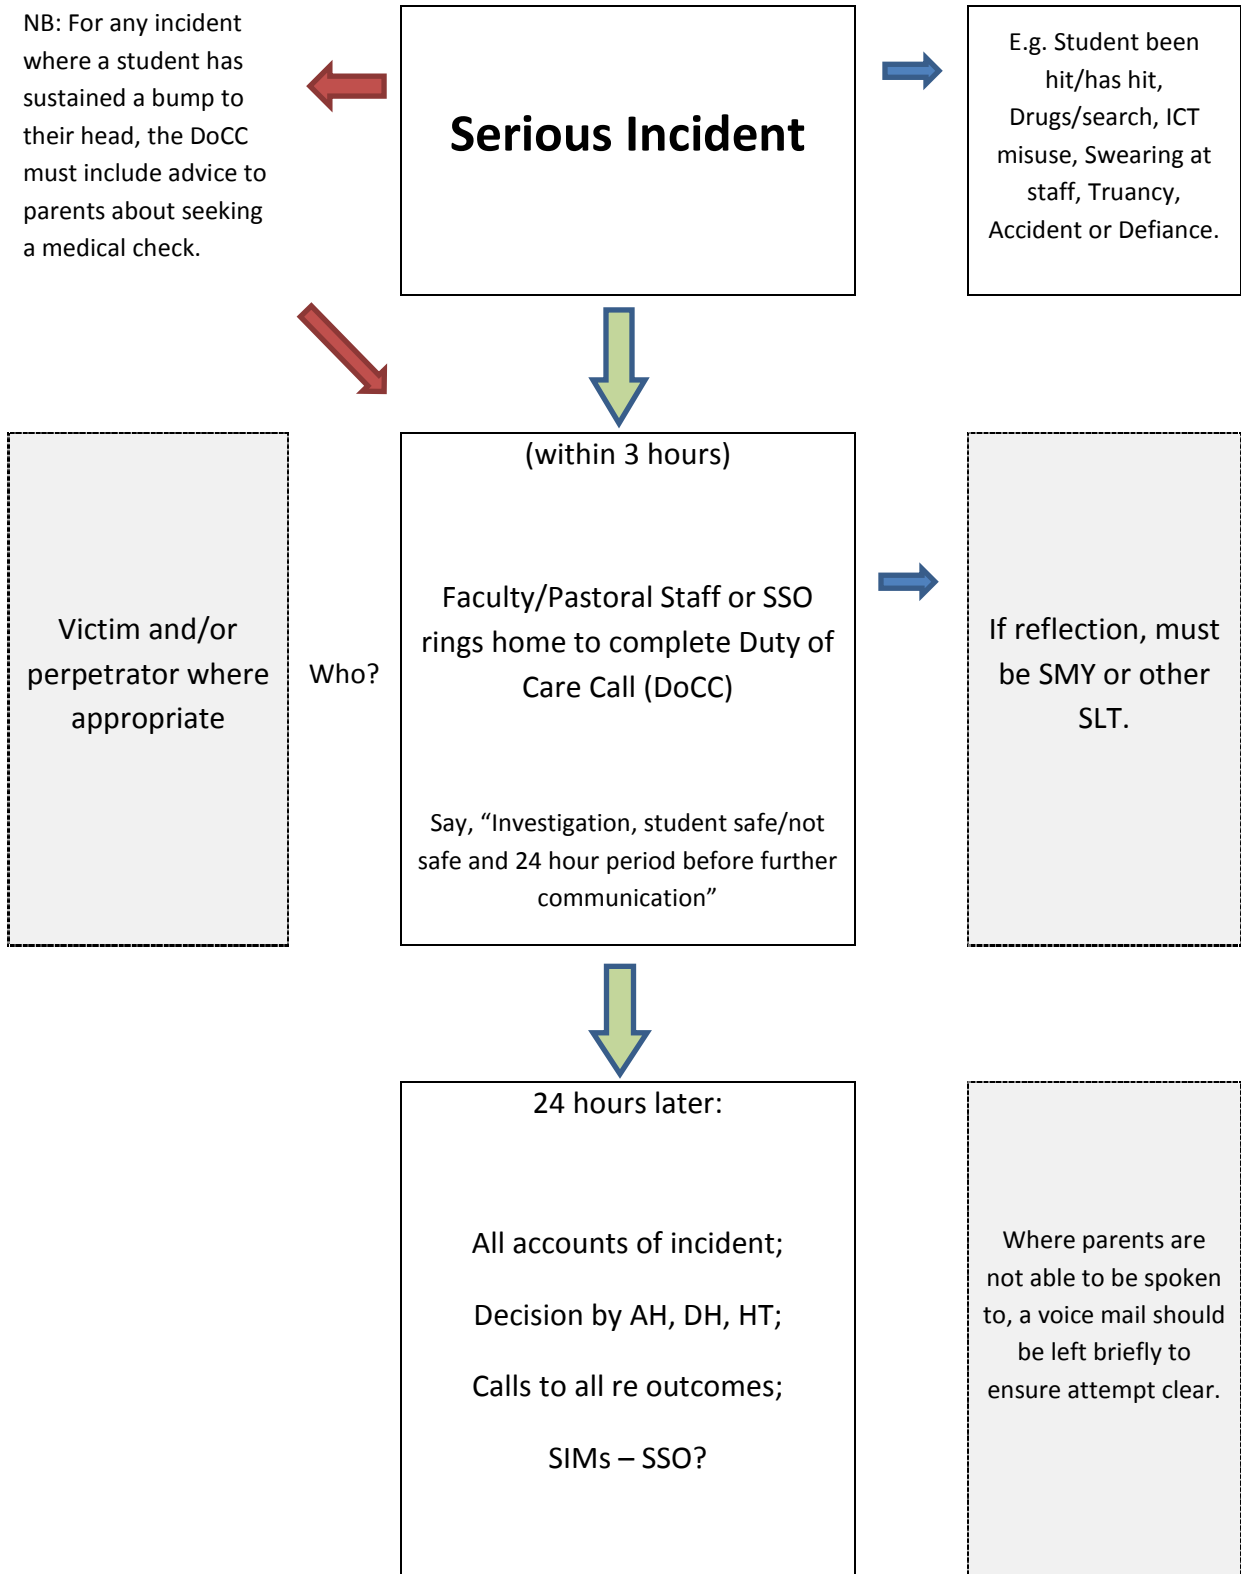 NB: For any incident
where a student has
sustained a bump to
their head, the DoCC
must include advice to
parents about seeking
a medical check.
Serious Incident
E.g. Student been
hit/has hit,
Drugs/search, ICT
misuse, Swearing at
staff, Truancy,
Accident or Defiance.
Victim and/or
perpetrator where
appropriate
Who?
(within 3 hours)
Faculty/Pastoral Staff or SSO
rings home to complete Duty of
Care Call (DoCC)
Say, “Investigation, student safe/not
safe and 24 hour period before further
communication”
If reflection, must
be SMY or other
SLT.
24 hours later:
All accounts of incident;
Decision by AH, DH, HT;
Calls to all re outcomes;
SIMs – SSO?
Where parents are
not able to be spoken
to, a voice mail should
be left briefly to
ensure attempt clear.